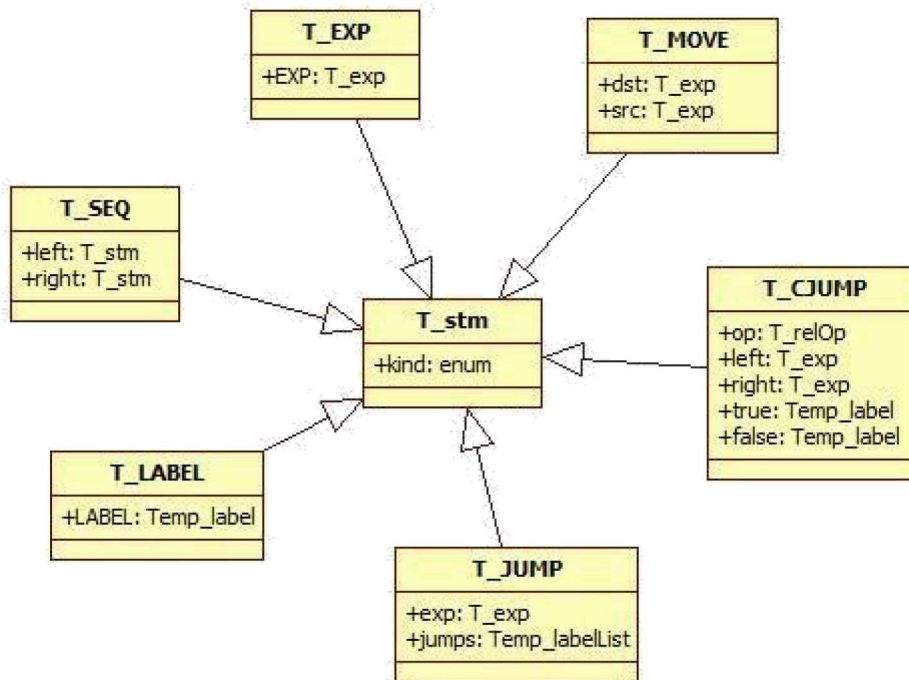 T_EXP
+EXP: T_exp
T_MOVE
+dst: T_exp
+src: T_exp
T_SEQ
+left: T_stm
+right: T_stm
T_stm
+kind: enum
T_CJUMP
+op: T_relOp
+left: T_exp
+right: T_exp
+true: Temp_label
+false: Temp_label
T_LABEL
+LABEL: Temp_label
T_JUMP
+exp: T_exp
+jumps: Temp_labelList